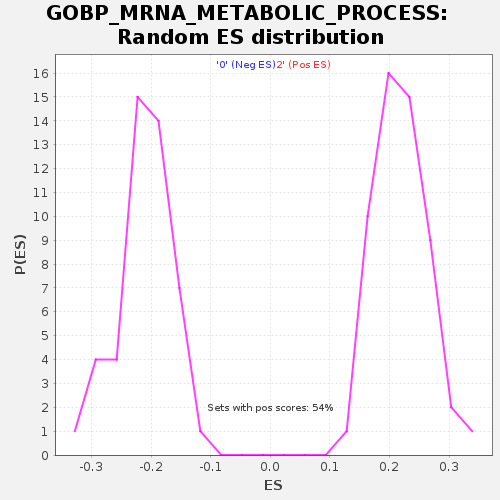 GOBP_MRNA_METABOLIC_PROCESS:
Random ES distribution
'0' (Neg ES)2' (Pos ES)
16
15
14
13
12
11
10
9
8
7
6
5
4
3
2
1
0
P(ES)
Sets with pos scores: 54%
-0.3 -0.2 -0.1 0.0 0.1 0.2 0.3
ES